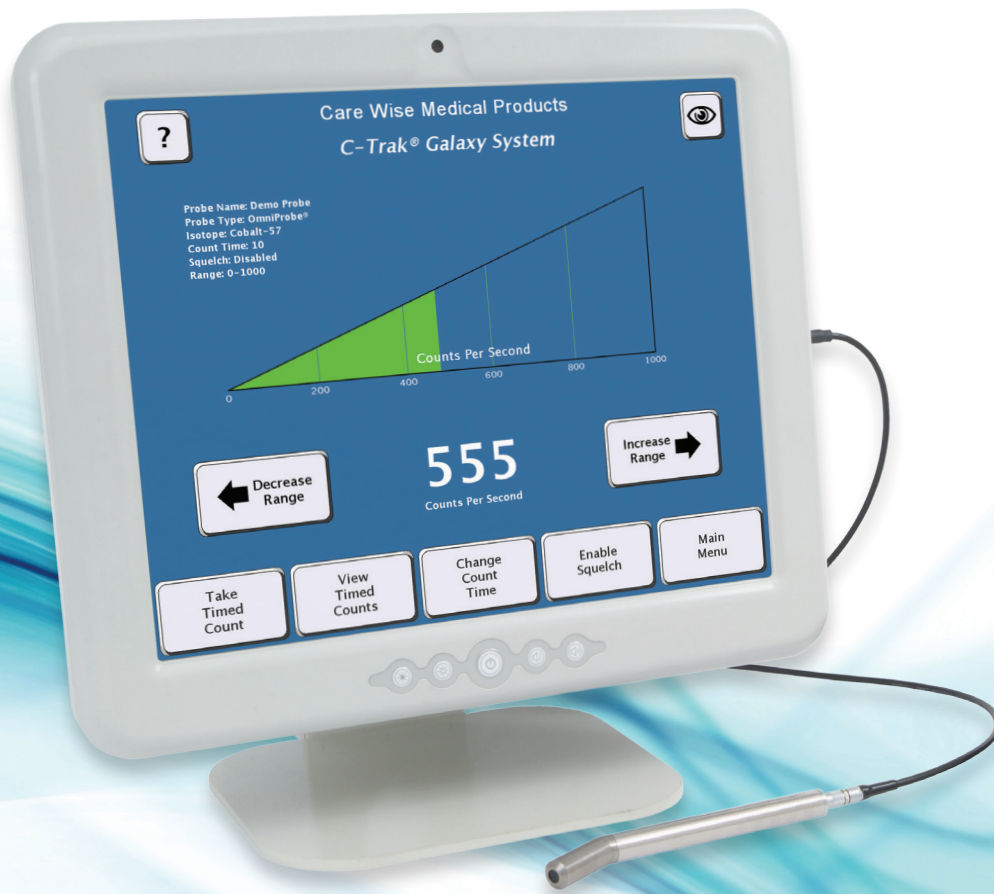 ?
Care Wise Medical Products
C-Trak® Galaxy System
Probe Name: Demo Probe
Probe Type: OmniProbe®
Isotope: Cobalt-57
Count Time: 10
Squelch: Disabled
Range: 0-1000
Counts Per Second
0
200
400
600
800
1000
Decrease
Range
555
Counts Per Second
Increase
Range
Take
Timed
Count
View
Timed
Counts
Change
Count
Time
Enable
Squelch
Main
Menu